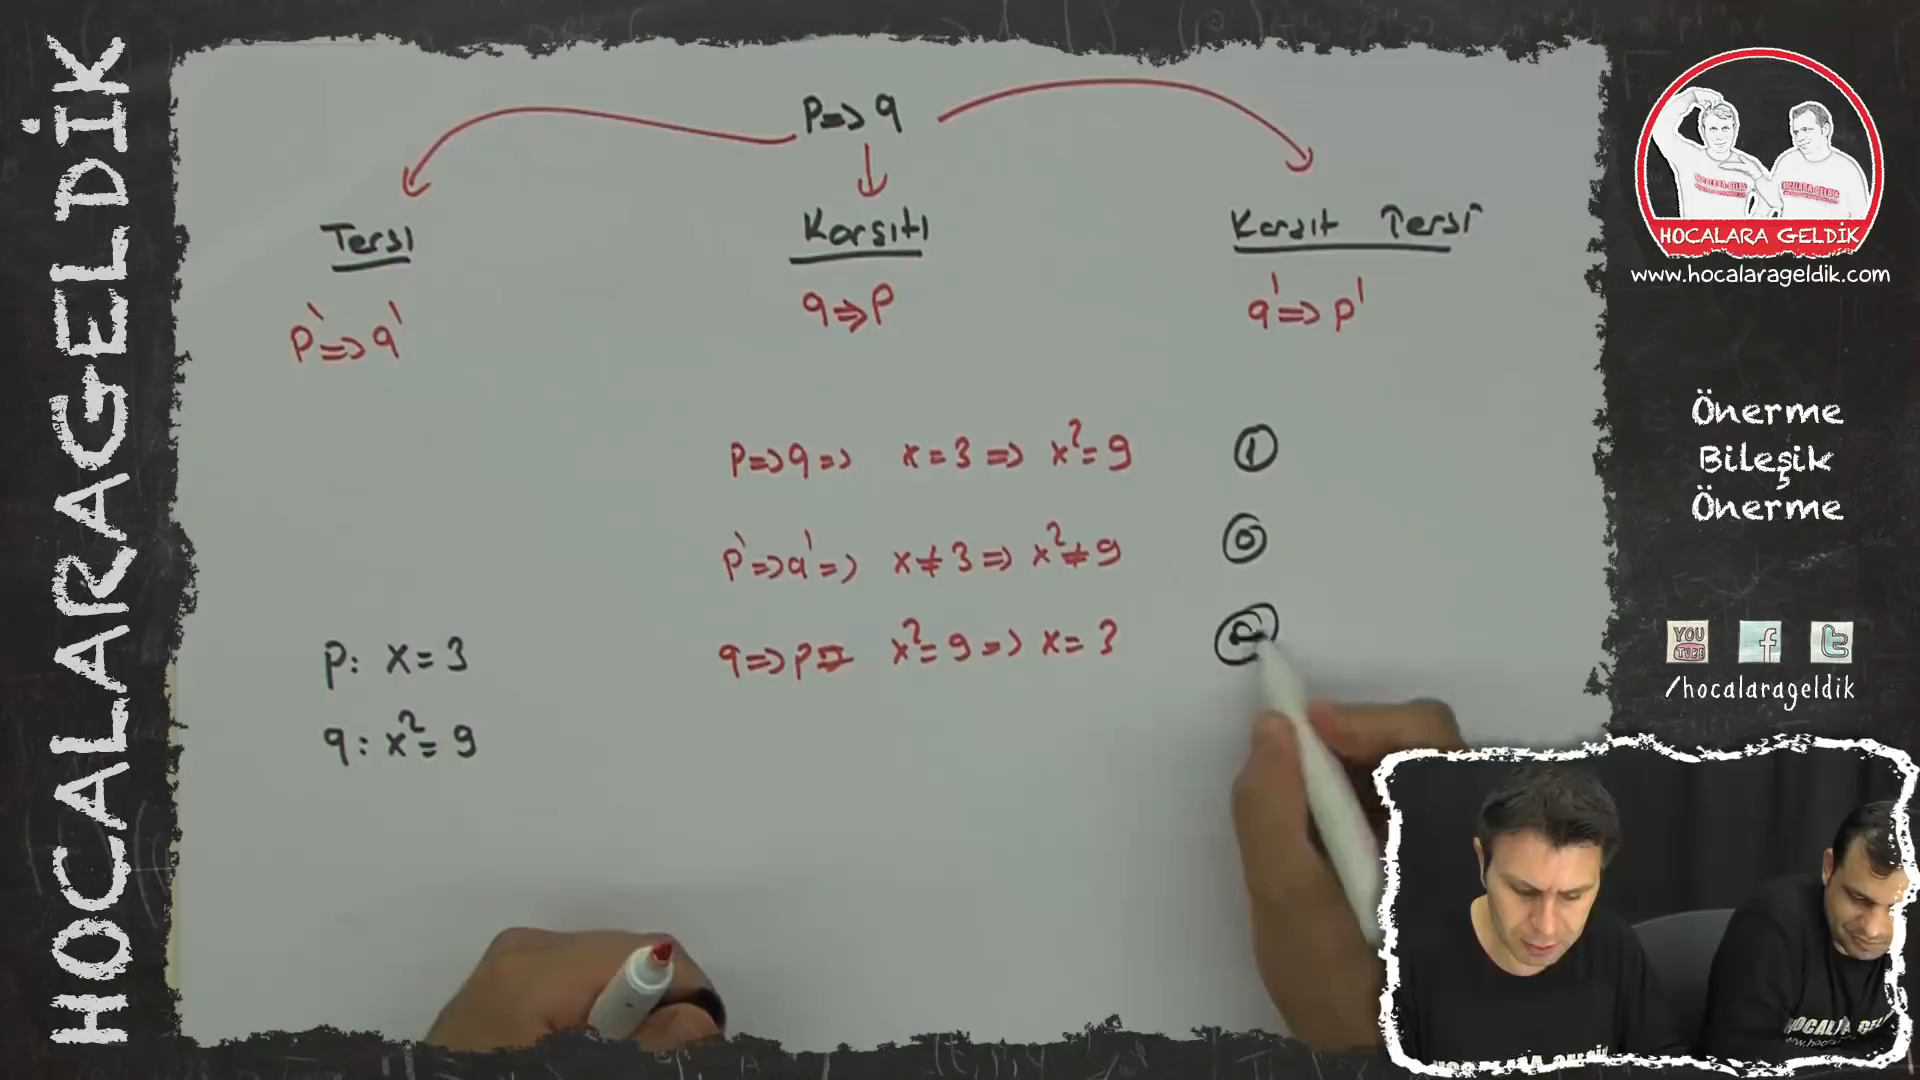 HOCALARAGELDİK
P=>q
Tersi
Karşıtı
Karşıt Tersi
p'=>q'
q=>p
q'=>p'
p=>q=> x=3=> x²=9 1
p'=>q'=> x≠3=> x²≠9 0
q=>p=> x²=9=> x=3 0
p: x=3
q: x²=9
HOCALARA GELDİK
www.hocalarageldik.com
Önerme
Bileşik
Önerme
YOU
f
t
/hocalarageldik